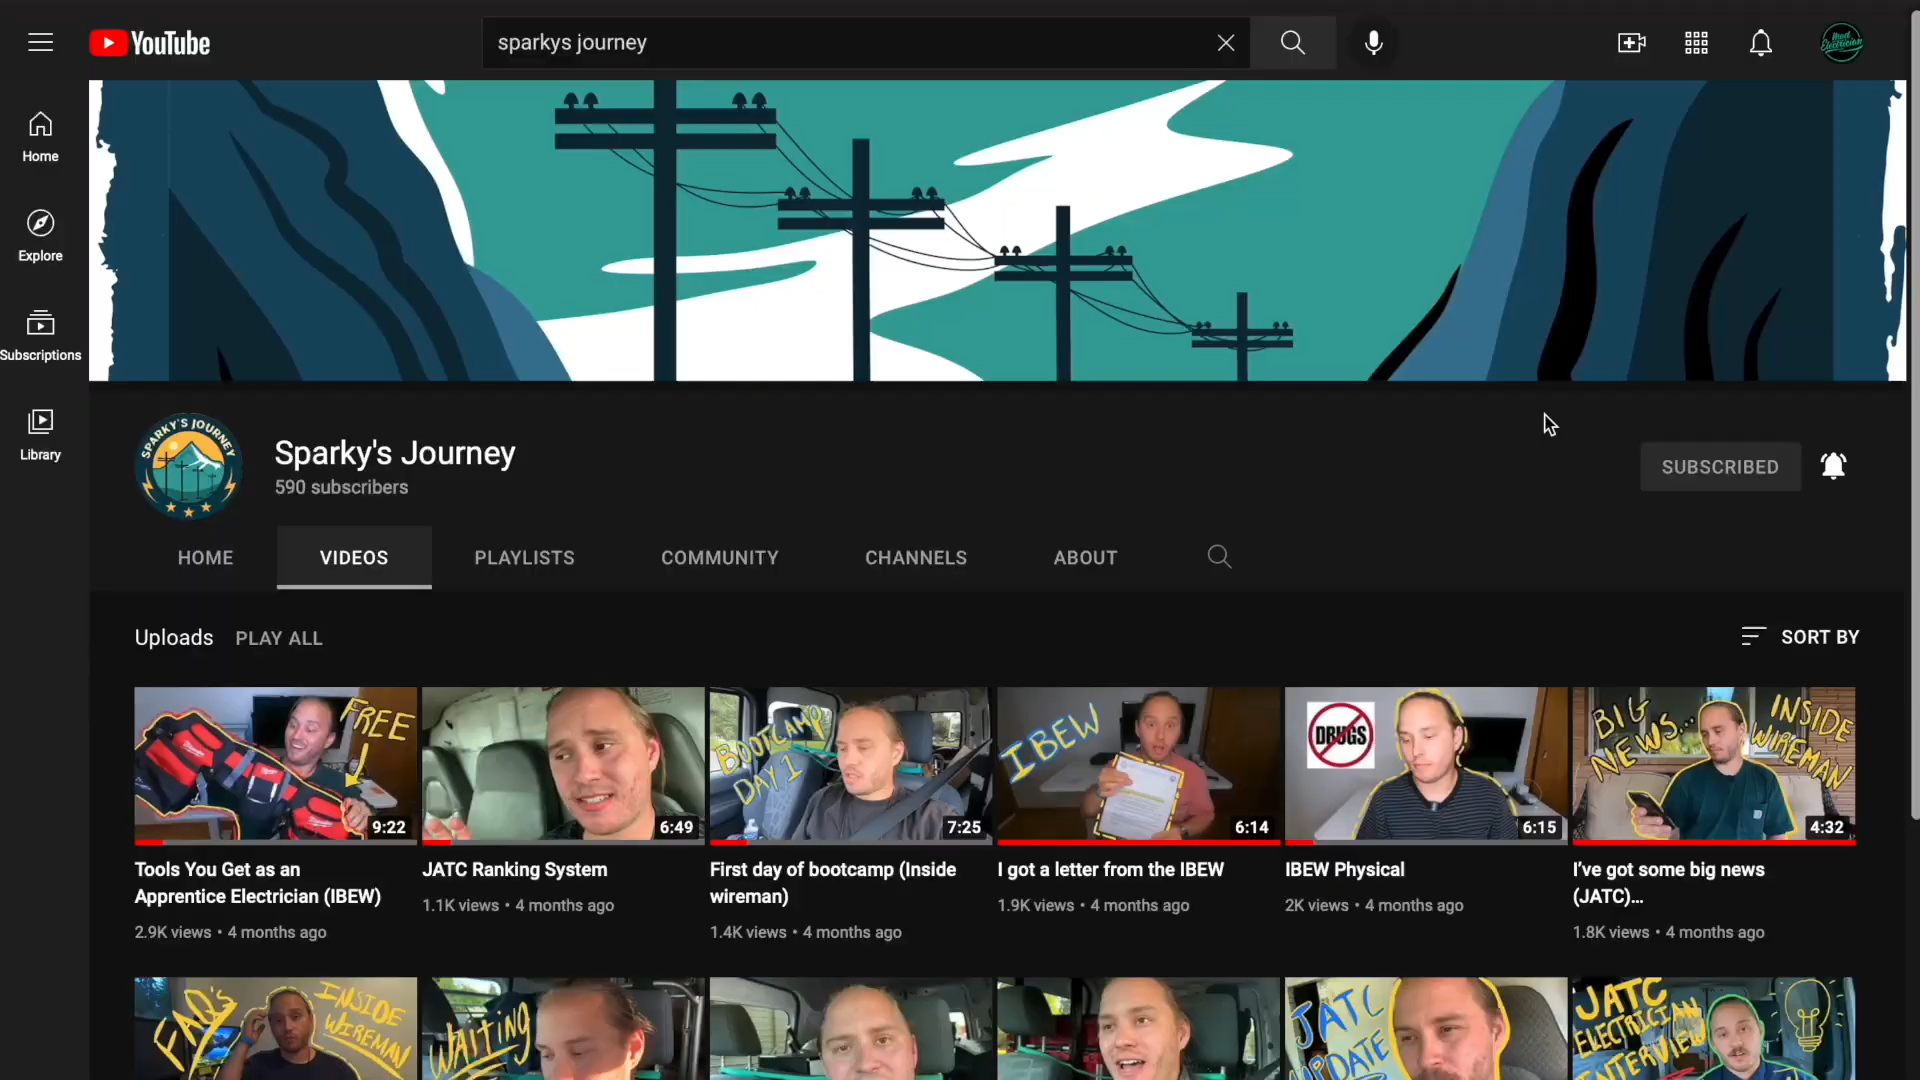 YouTube
sparkys journey
Mad
Electrician
Home
Explore
Subscriptions
Library
SPARKY'S JOURNEY
Sparky's Journey
590 subscribers
SUBSCRIBED
HOME
VIDEOS
PLAYLISTS
COMMUNITY
CHANNELS
ABOUT
Uploads
PLAY ALL
SORT BY
FREE
9:22
6:49
BOOTCAMP
DAY 1
7:25
IBEW
6:14
DRUGS
6:15
BIG
NEWS...
INSIDE
WIREMAN
4:32
Tools You Get as an
Apprentice Electrician (IBEW)
2.9K views • 4 months ago
JATC Ranking System
1.1K views • 4 months ago
First day of bootcamp (Inside
wireman)
1.4K views • 4 months ago
I got a letter from the IBEW
1.9K views • 4 months ago
IBEW Physical
2K views • 4 months ago
I've got some big news
(JATC)...
1.8K views • 4 months ago
FAQ's
INSIDE
WIREMAN
WAITING
JATC
UPDATE
JATC
ELECTRICIAN
INTERVIEW